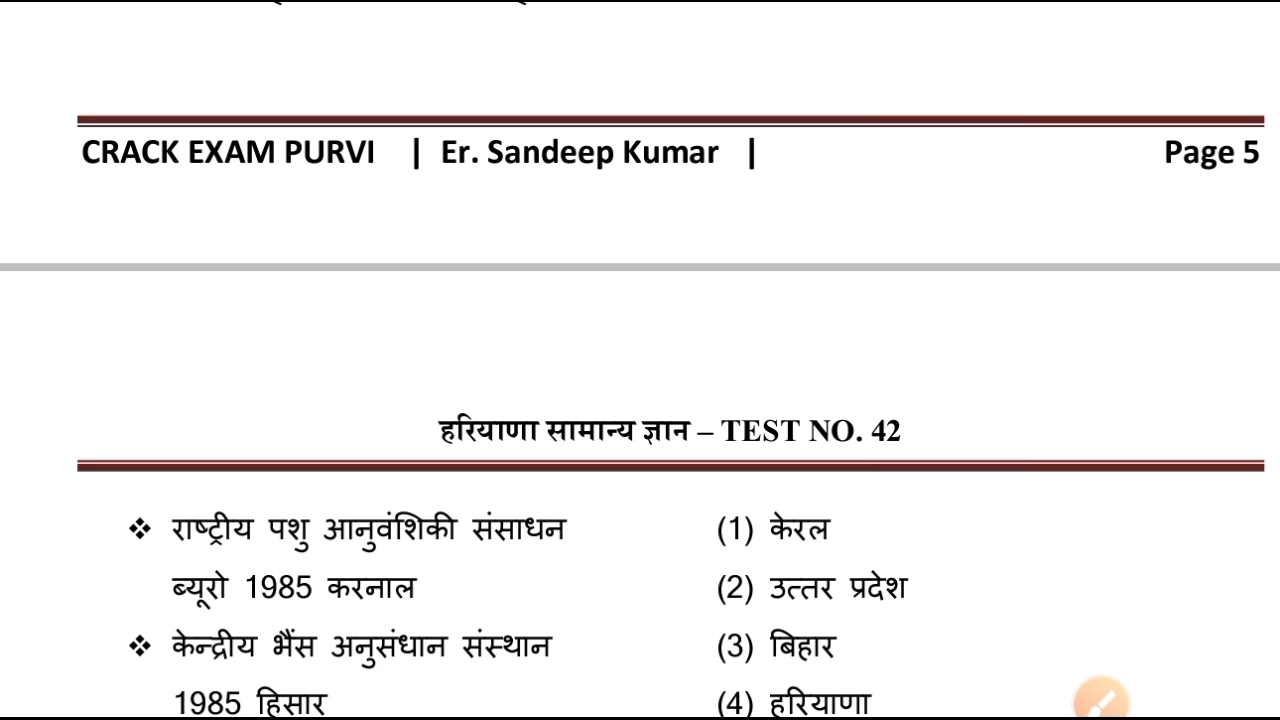 CRACK EXAM PURVI | Er. Sandeep Kumar | Page 5
हरियाणा सामान्य ज्ञान – TEST NO. 42
❖ राष्ट्रीय पशु आनुवंशिकी संसाधन
ब्यूरो 1985 करनाल
❖ केन्द्रीय भैंस अनुसंधान संस्थान
1985 हिसार
(1) केरल
(2) उत्तर प्रदेश
(3) बिहार
(4) हरियाणा